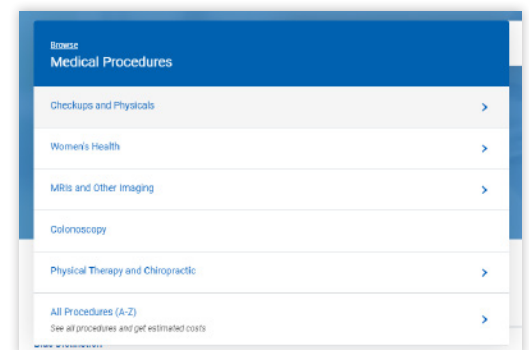 Browse
Medical Procedures
Checkups and Physicals
Women's Health
MRIs and Other Imaging
Colonoscopy
Physical Therapy and Chiropractic
All Procedures (A-Z)
See all procedures and get estimated costs